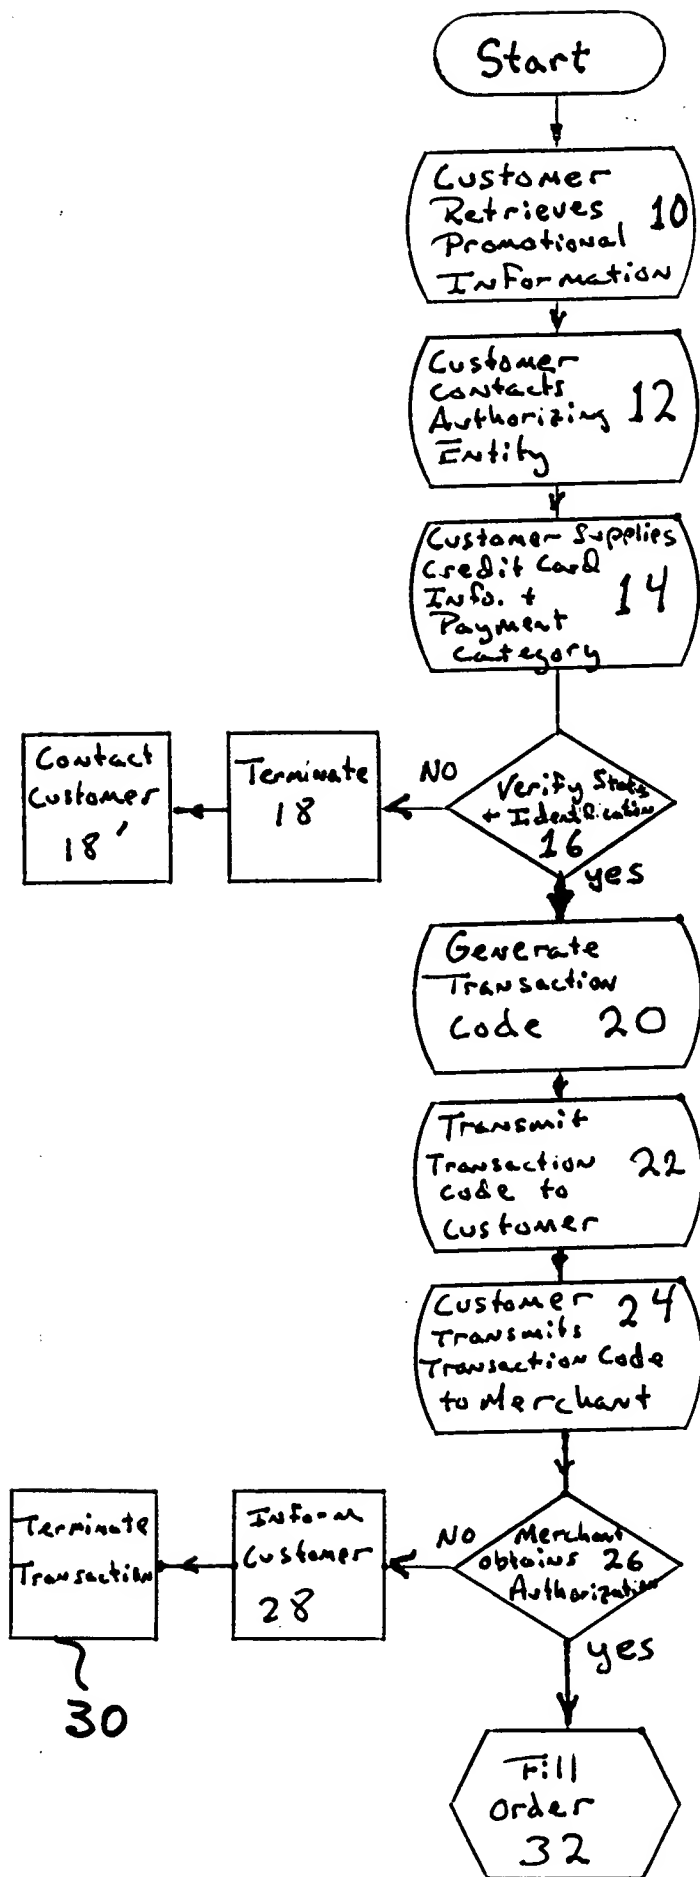 Start
Customer
Retrieves 10
Promotional
Information
Customer
Contacts 12
Authorizing
Entity
Customer Supplies
Credit Card
Info. + 14
Payment
Category
Verify Status
+ Identification
16
NO
Terminate
18
Contact
Customer
18'
yes
Generate
Transaction
Code 20
Transmit
Transaction 22
Code to
Customer
Customer 24
Transmits
Transaction Code
to Merchant
Merchant
obtains 26
Authorization
NO
Inform
Customer
28
Terminate
Transaction
30
yes
Fill
Order
32